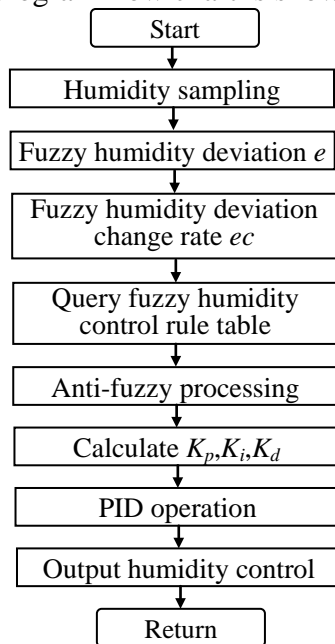 Start
Humidity sampling
Fuzzy humidity deviation e
Fuzzy humidity deviation
change rate ec
Query fuzzy humidity
control rule table
Anti-fuzzy processing
Calculate Kp,Ki,Kd
PID operation
Output humidity control
Return